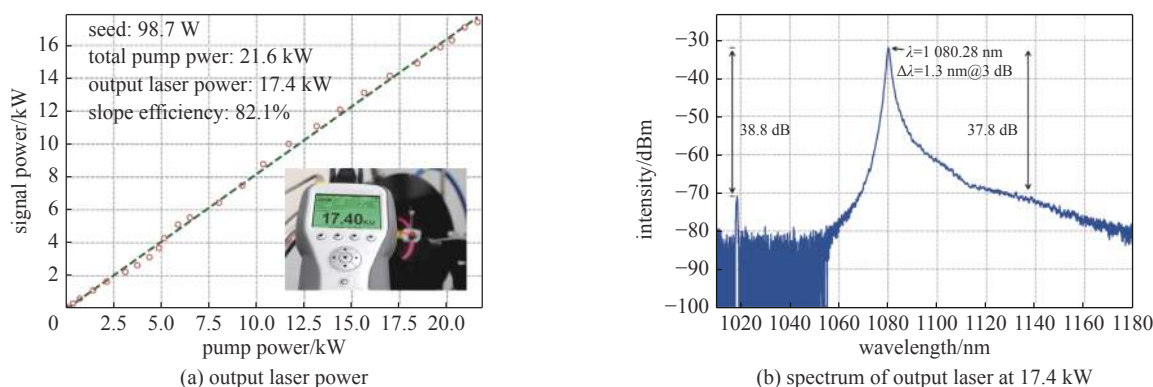 16
14
12
10
8
6
4
2
0
2.5
5.0
7.5
10.0
12.5
15.0
17.5
20.0
signal power/kW
pump power/kW
seed: 98.7 W
total pump pwer: 21.6 kW
output laser power: 17.4 kW
slope efficiency: 82.1%
17.40
(a) output laser power
−30
−40
−50
−60
−70
−80
−90
−100
1020
1040
1060
1080
1100
1120
1140
1160
1180
intensity/dBm
wavelength/nm
λ=1 080.28 nm
Δλ=1.3 nm@3 dB
38.8 dB
37.8 dB
(b) spectrum of output laser at 17.4 kW